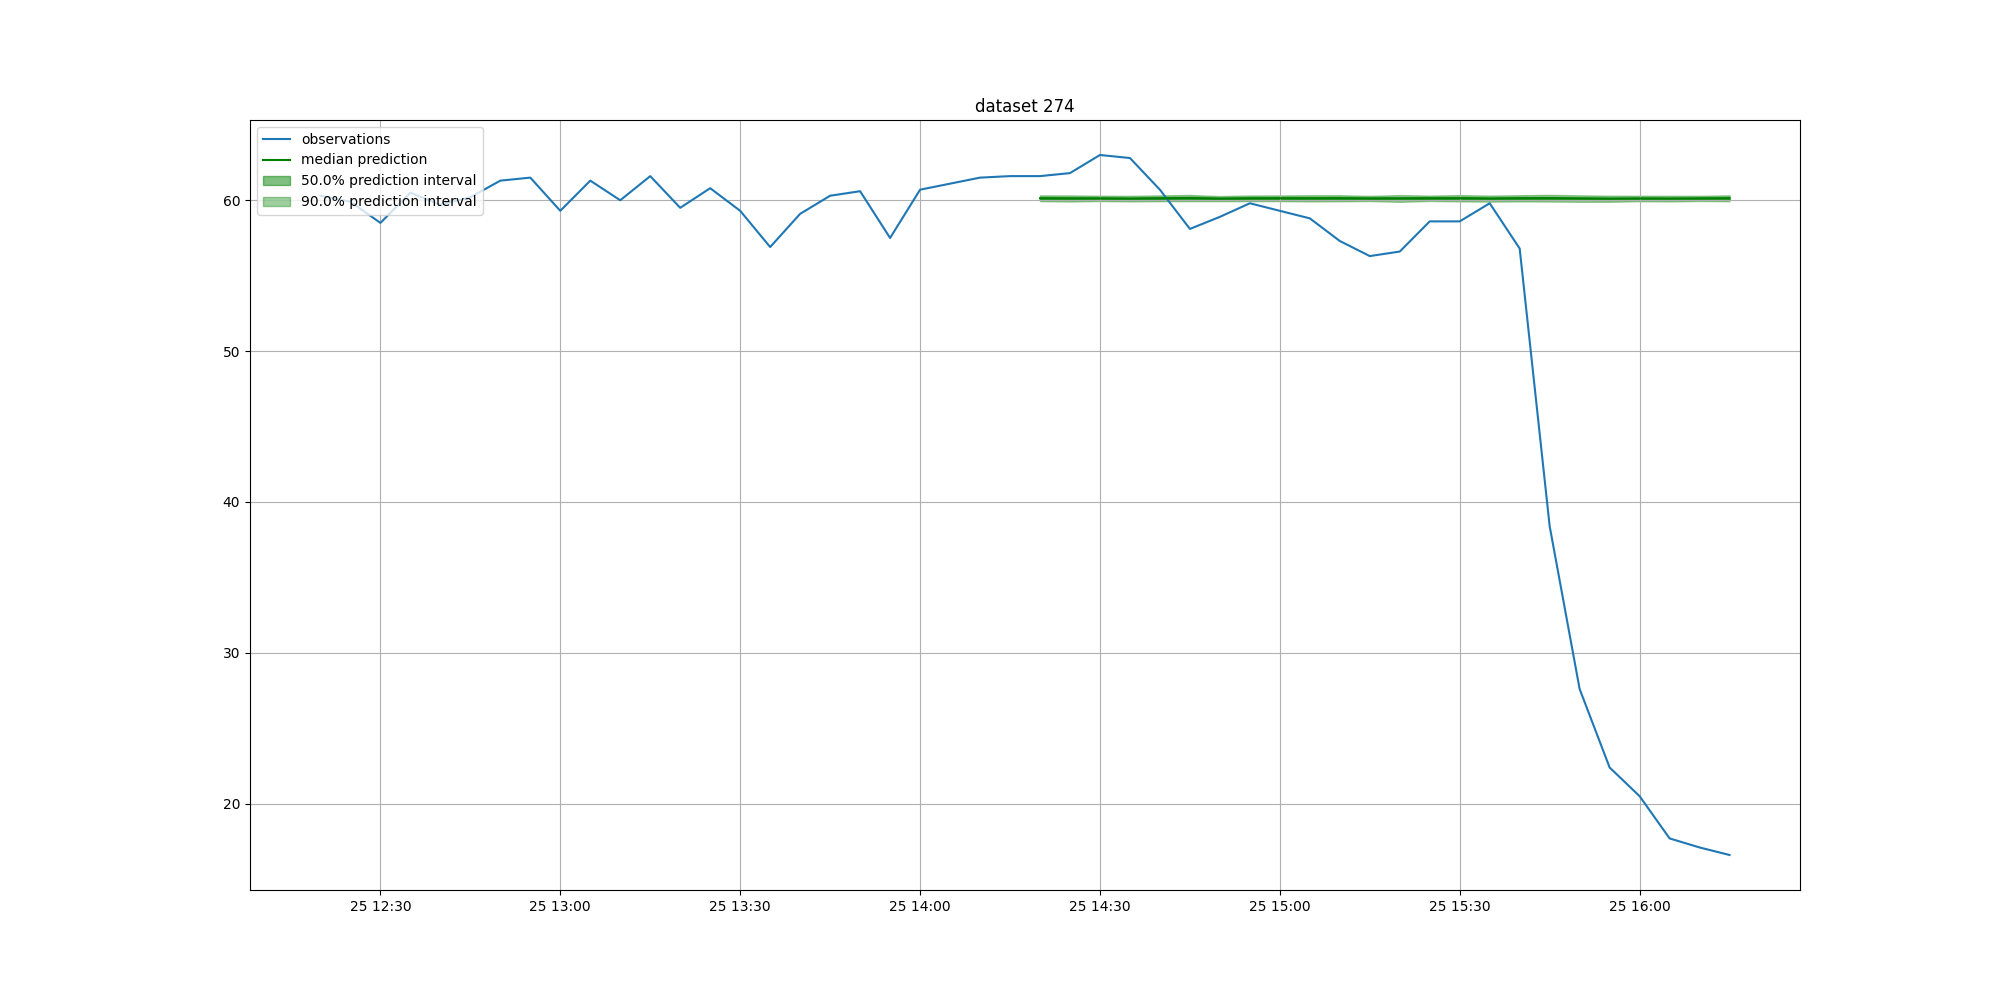 dataset 274
observations
median prediction
50.0% prediction interval
90.0% prediction interval
60
50
40
30
20
25 12:30
25 13:00
25 13:30
25 14:00
25 14:30
25 15:00
25 15:30
25 16:00